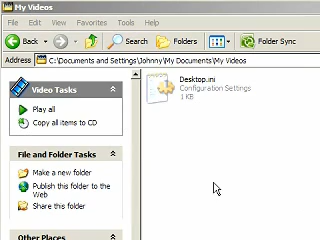 My Videos
File Edit View Favorites Tools Help
Back Search Folders Folder Sync
Address C:\Documents and Settings\Johnny\My Documents\My Videos
Video Tasks
Play all
Copy all items to CD
File and Folder Tasks
Make a new folder
Publish this folder to the
Web
Share this folder
Other Places
Desktop.ini
Configuration Settings
1 KB